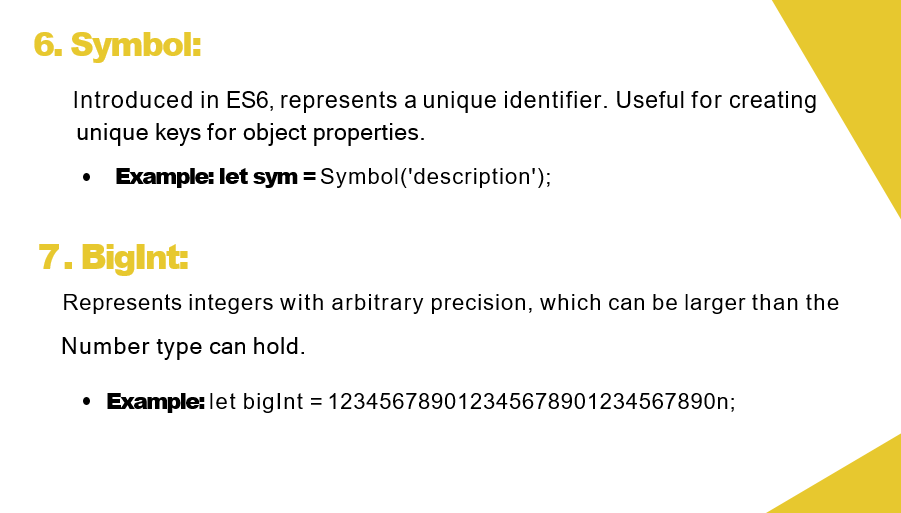 6. Symbol:
Introduced in ES6, represents a unique identifier. Useful for creating
unique keys for object properties.
• Example: let sym = Symbol('description');
7. BigInt:
Represents integers with arbitrary precision, which can be larger than the
Number type can hold.
• Example: let bigInt = 123456789012345678901234567890n;